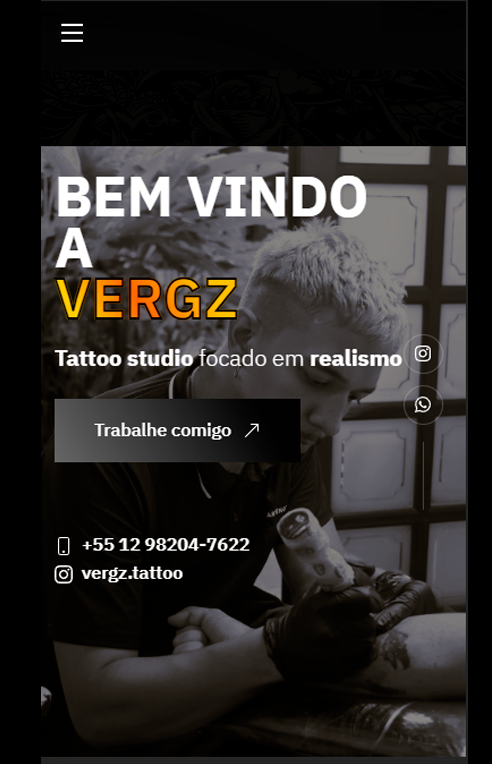 BEM VINDO
A
VERGZ
Tattoo studio focado em realismo
Trabalhe comigo
+55 12 98204-7622
vergz.tattoo